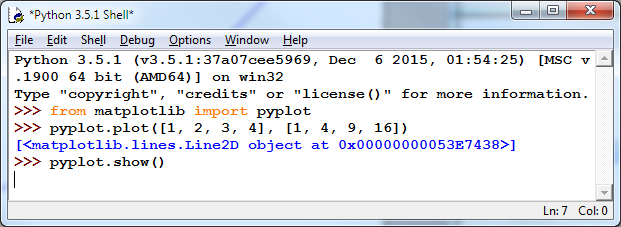 *Python 3.5.1 Shell*
File Edit Shell Debug Options Window Help
Python 3.5.1 (v3.5.1:37a07cee5969, Dec  6 2015, 01:54:25) [MSC v
.1900 64 bit (AMD64)] on win32
Type "copyright", "credits" or "license()" for more information.
>>> from matplotlib import pyplot
>>> pyplot.plot([1, 2, 3, 4], [1, 4, 9, 16])
[<matplotlib.lines.Line2D object at 0x00000000053E7438>]
>>> pyplot.show()
Ln: 7 Col: 0